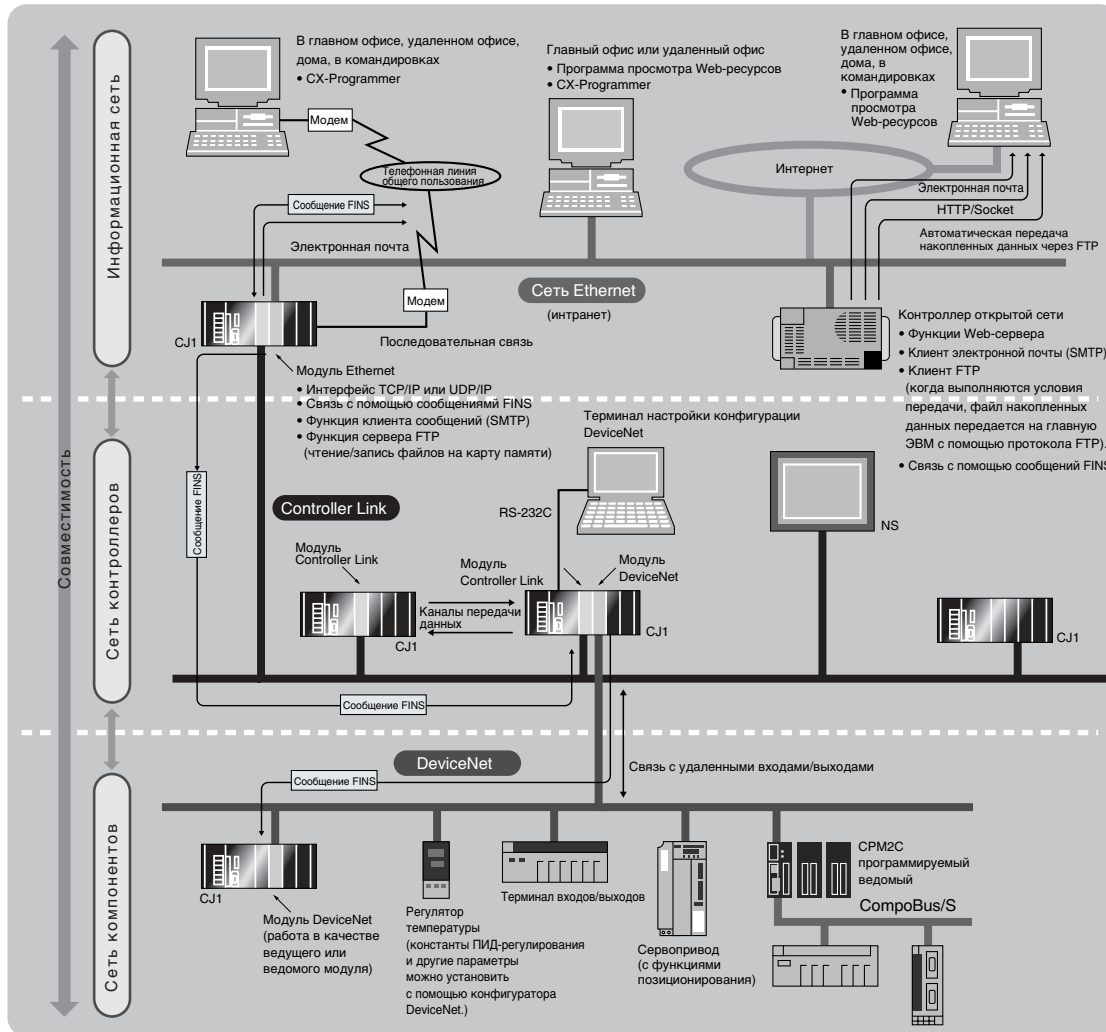 Совместимость
Информационная сеть
Сеть контроллеров
Сеть компонентов
В главном офисе, удаленном офисе,
дома, в командировках
• CX-Programmer
Модем
Телефонная линия
общего пользования
Главный офис или удаленный офис
• Программа просмотра Web-ресурсов
• CX-Programmer
В главном офисе,
удаленном офисе,
дома, в
командировках
• Программа
просмотра
Web-ресурсов
Интернет
Электронная почта
HTTP/Socket
Автоматическая передача
накопленных данных через FTP
Сообщение FINS
Электронная почта
Модем
Сеть Ethernet
(интранет)
CJ1
Последовательная связь
Модуль Ethernet
• Интерфейс TCP/IP или UDP/IP
• Связь с помощью сообщениями FINS
• Функция клиента сообщений (SMTP)
• Функция сервера FTP
(чтение/запись файлов на карту памяти)
Контроллер открытой сети
• Функции Web-сервера
• Клиент электронной почты (SMTP)
• Клиент FTP
(когда выполняются условия
передачи, файл накопленных
данных передается на главную
ЭВМ с помощью протокола FTP).
• Связь с помощью сообщений FINS
Терминал настройки конфигурации
DeviceNet
Сообщение FINS
Controller Link
RS-232C
NS
Модуль
Controller Link
Модуль
Controller Link
Модуль
DeviceNet
Каналы передачи
данных
CJ1
CJ1
CJ1
Сообщение FINS
DeviceNet
Сообщение FINS
Связь с удаленными входами/выходами
CJ1
Модуль DeviceNet
(работа в качестве
ведущего или
ведомого модуля)
Регулятор
температуры
(константы ПИД-регулирования
и другие параметры
можно установить
с помощью конфигуратора
DeviceNet.)
Терминал входов/выходов
Сервопривод
(с функциями
позиционирования)
CPM2C
программируемый
ведомый
CompoBus/S